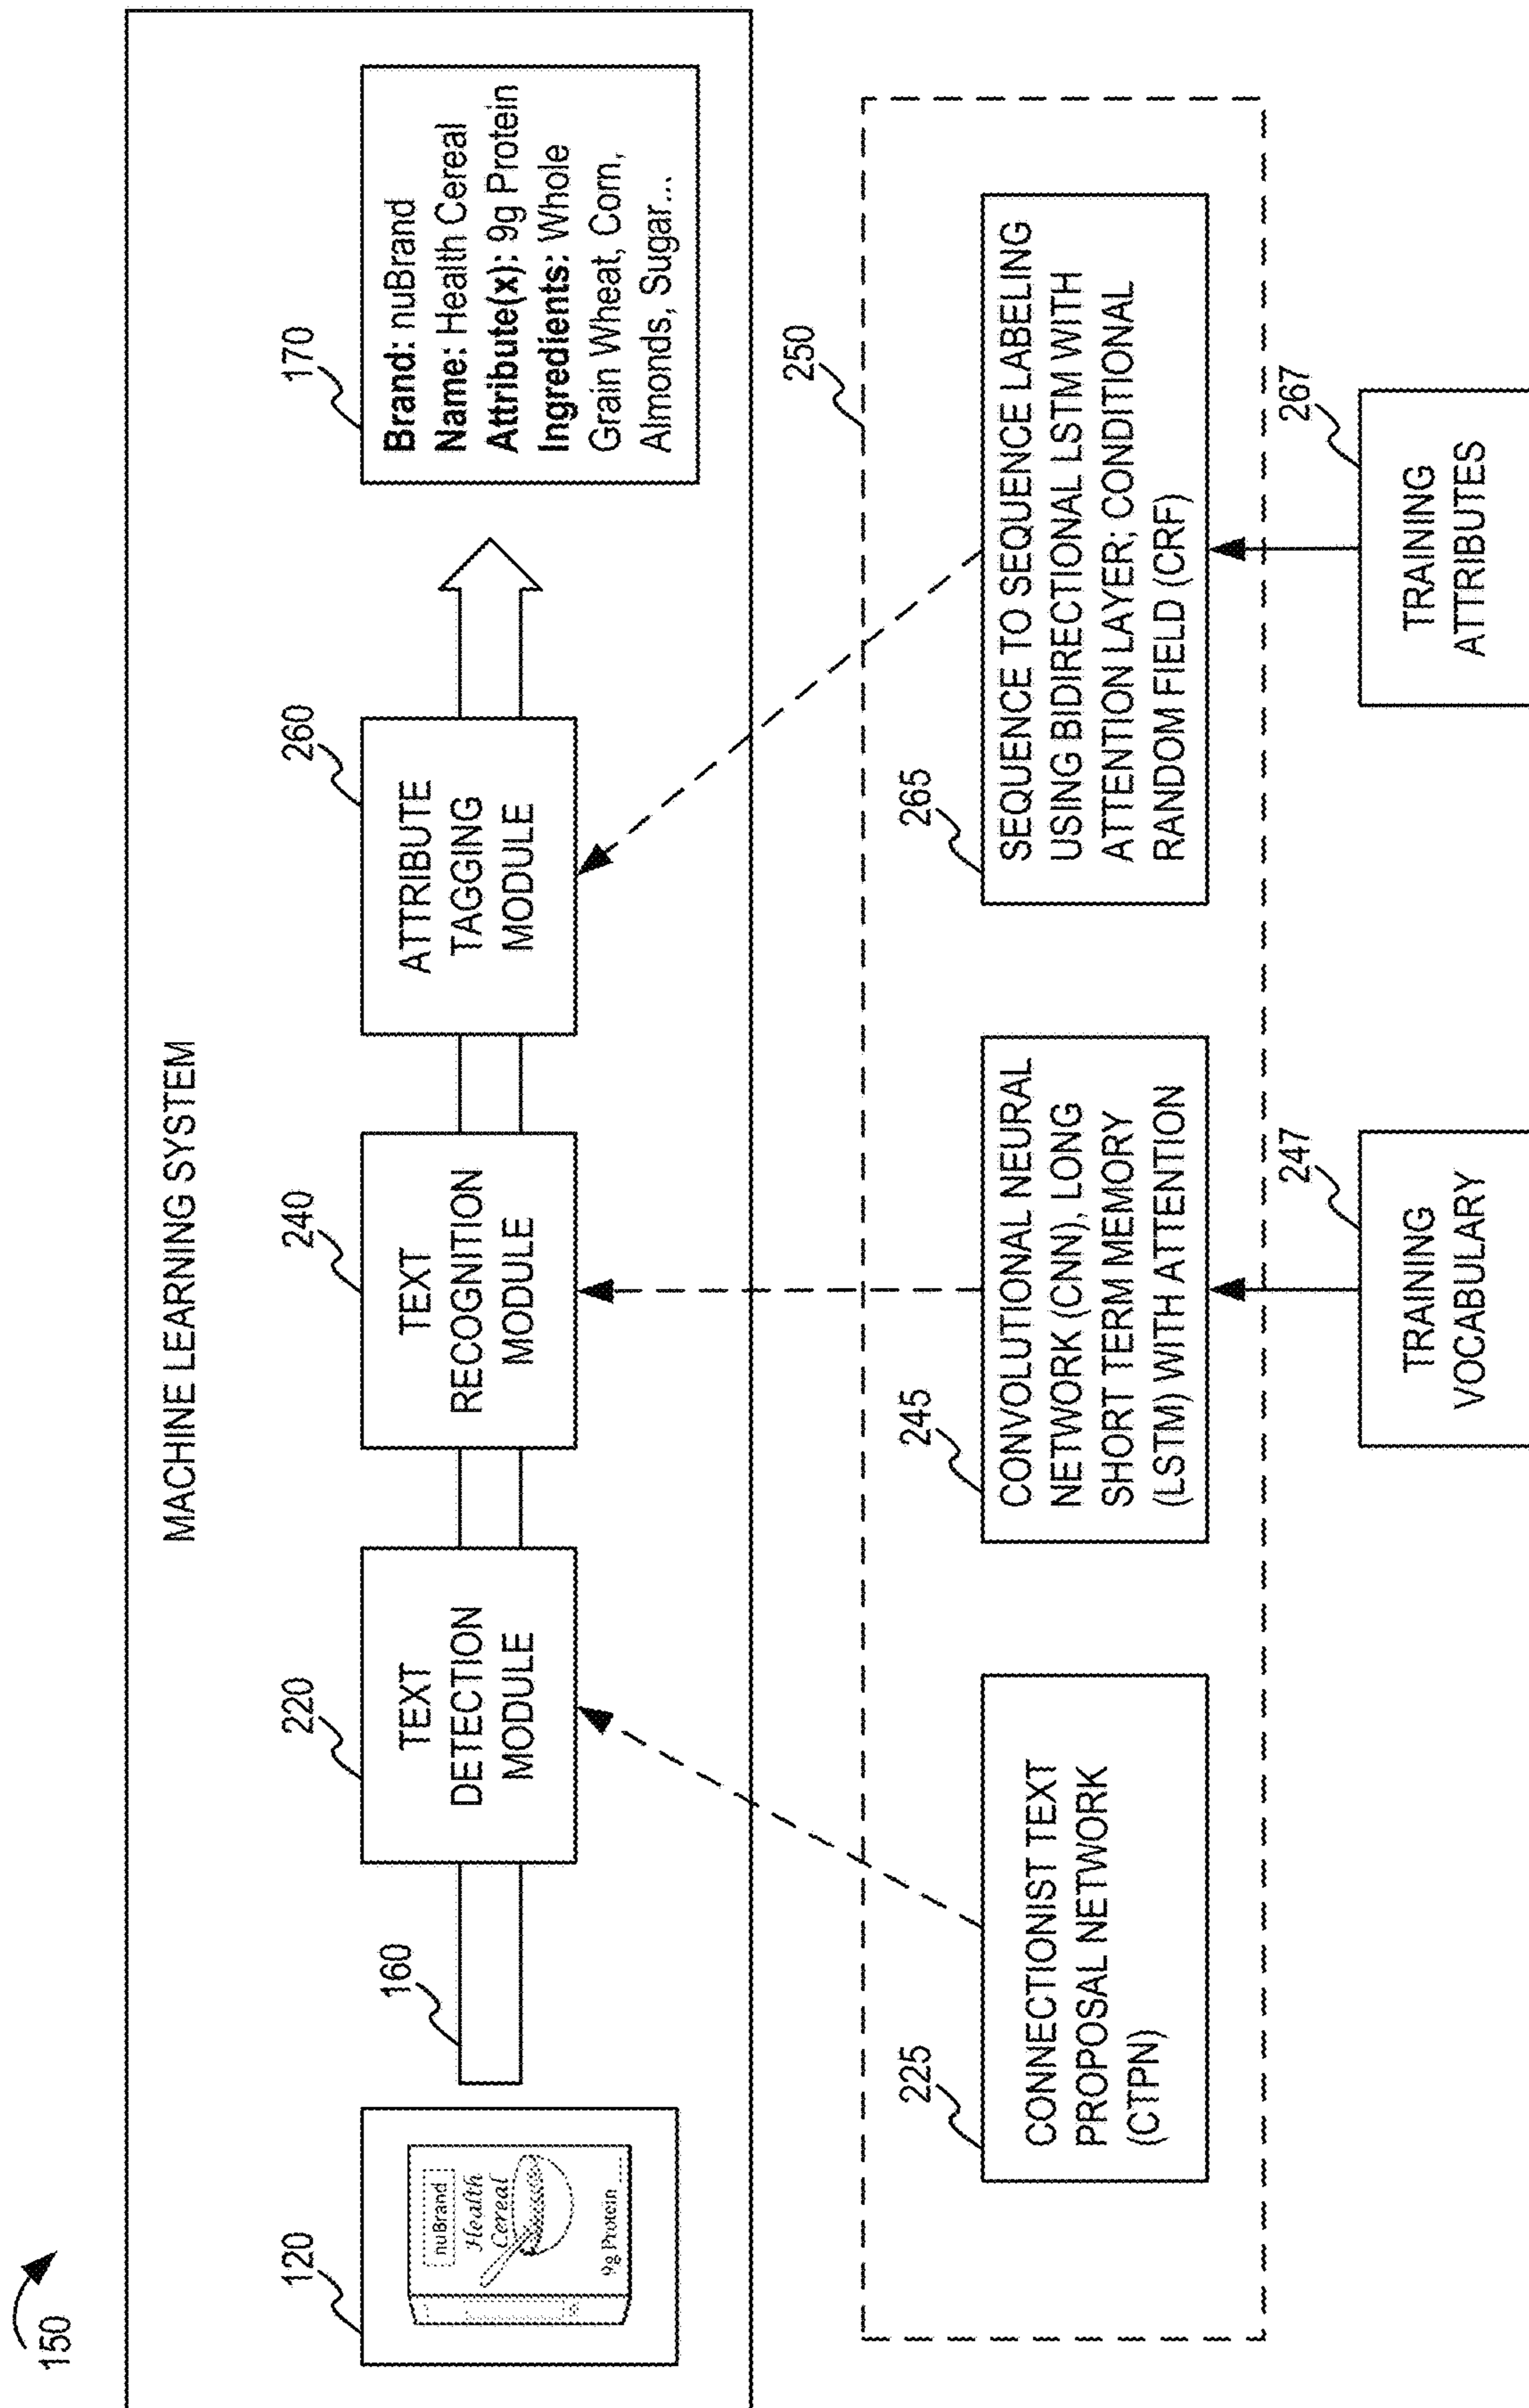 150
MACHINE LEARNING SYSTEM
120
nuBrand
Health
Cereal
9g Protein
160
220
TEXT
DETECTION
MODULE
240
TEXT
RECOGNITION
MODULE
260
ATTRIBUTE
TAGGING
MODULE
170
Brand: nuBrand
Name: Health Cereal
Attribute(x): 9g Protein
Ingredients: Whole
Grain Wheat, Corn,
Almonds, Sugar...
250
225
CONNECTIONIST TEXT
PROPOSAL NETWORK
(CTPN)
245
CONVOLUTIONAL NEURAL
NETWORK (CNN), LONG
SHORT TERM MEMORY
(LSTM) WITH ATTENTION
265
SEQUENCE TO SEQUENCE LABELING
USING BIDIRECTIONAL LSTM WITH
ATTENTION LAYER; CONDITIONAL
RANDOM FIELD (CRF)
247
TRAINING
VOCABULARY
267
TRAINING
ATTRIBUTES